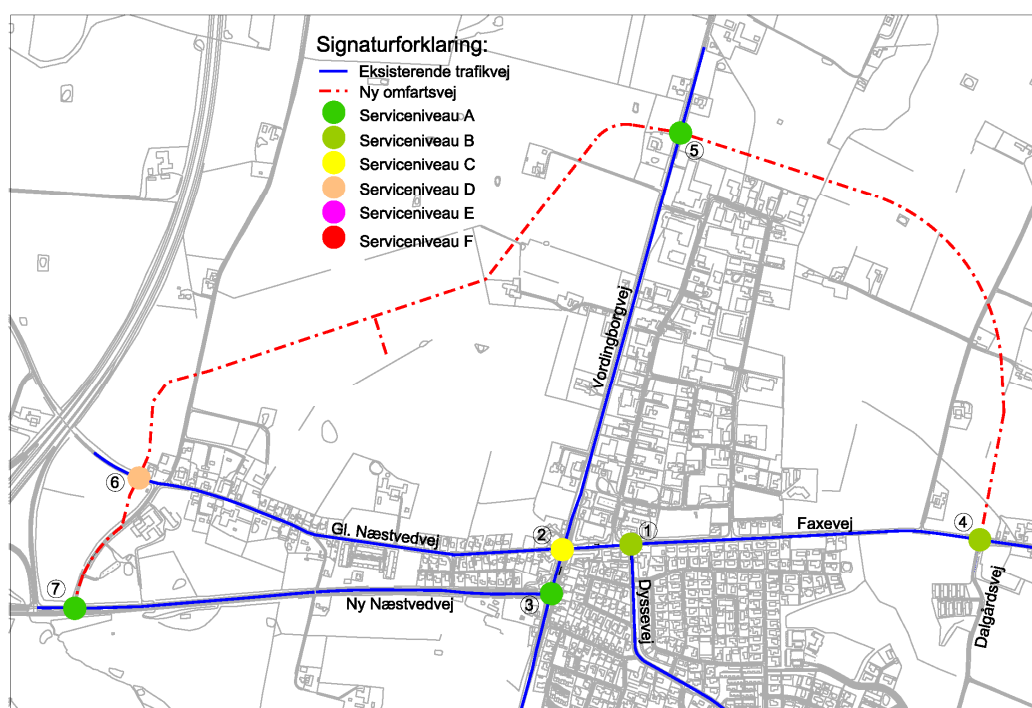 Signaturforklaring:
Eksisterende trafikvej
Ny omfartsvej
Serviceniveau A
Serviceniveau B
Serviceniveau C
Serviceniveau D
Serviceniveau E
Serviceniveau F
5
Vordingborgvej
6
Gl. Næstvedvej
2
1
Faxevej
4
7
Ny Næstvedvej
3
Dyssevej
Dalgårdsvej